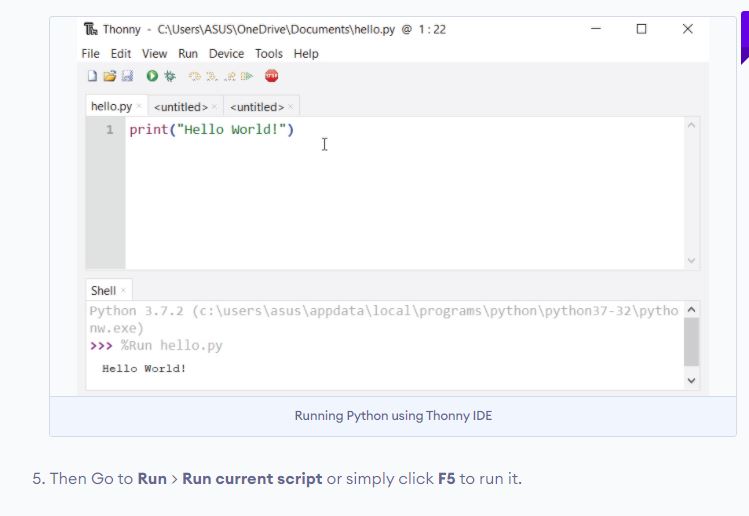 Thonny - C:\Users\ASUS\OneDrive\Documents\hello.py @ 1:22
File Edit View Run Device Tools Help
STOP
hello.py × <untitled> × <untitled> ×
1 print("Hello World!")
Shell ×
Python 3.7.2 (c:\users\asus\appdata\local\programs\python\python37-32\pytho
nw.exe)
>>> %Run hello.py
Hello World!
Running Python using Thonny IDE
5. Then Go to Run > Run current script or simply click F5 to run it.